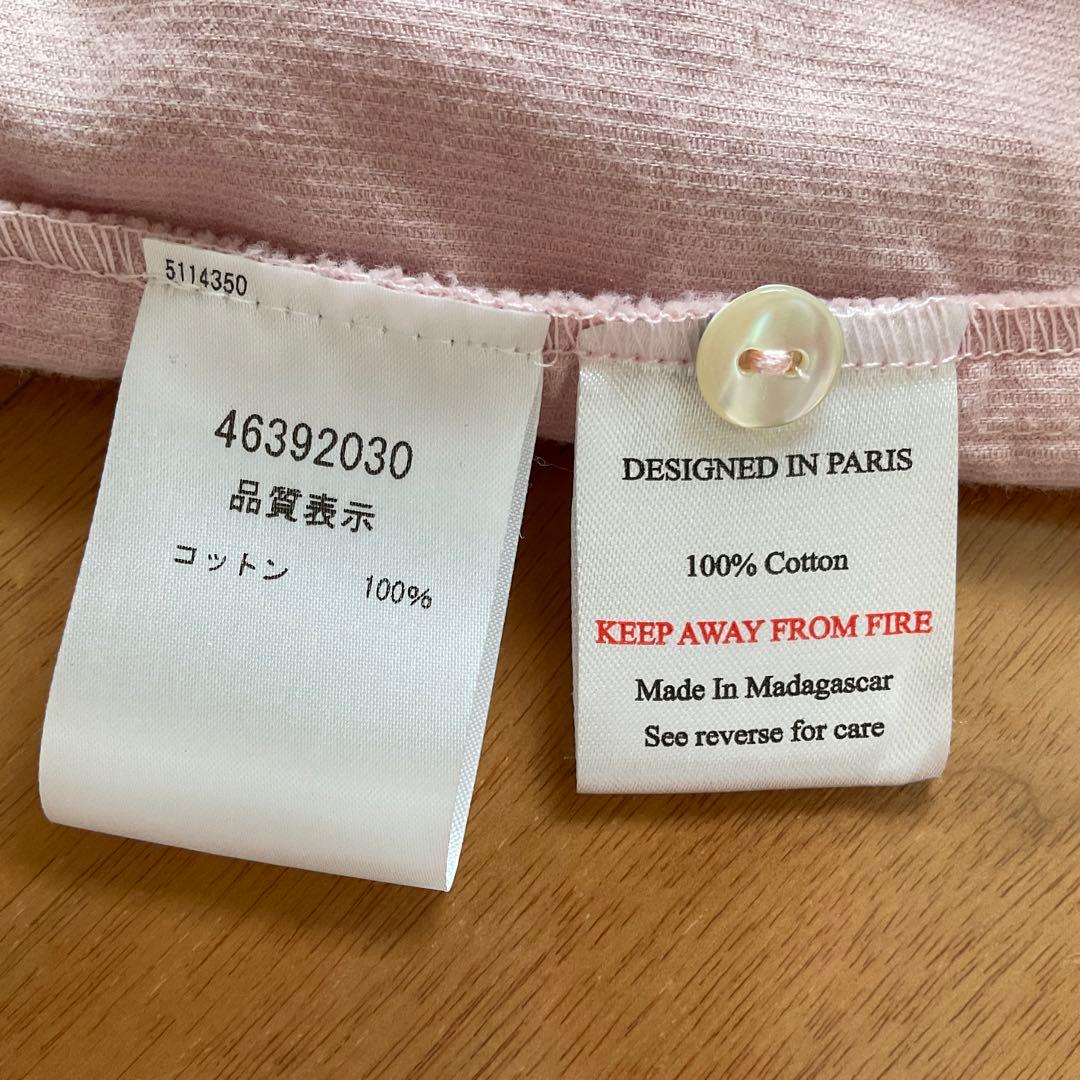 5114350
46392030
品質表示
コットン 100%
DESIGNED IN PARIS
100% Cotton
KEEP AWAY FROM FIRE
Made In Madagascar
See reverse for care